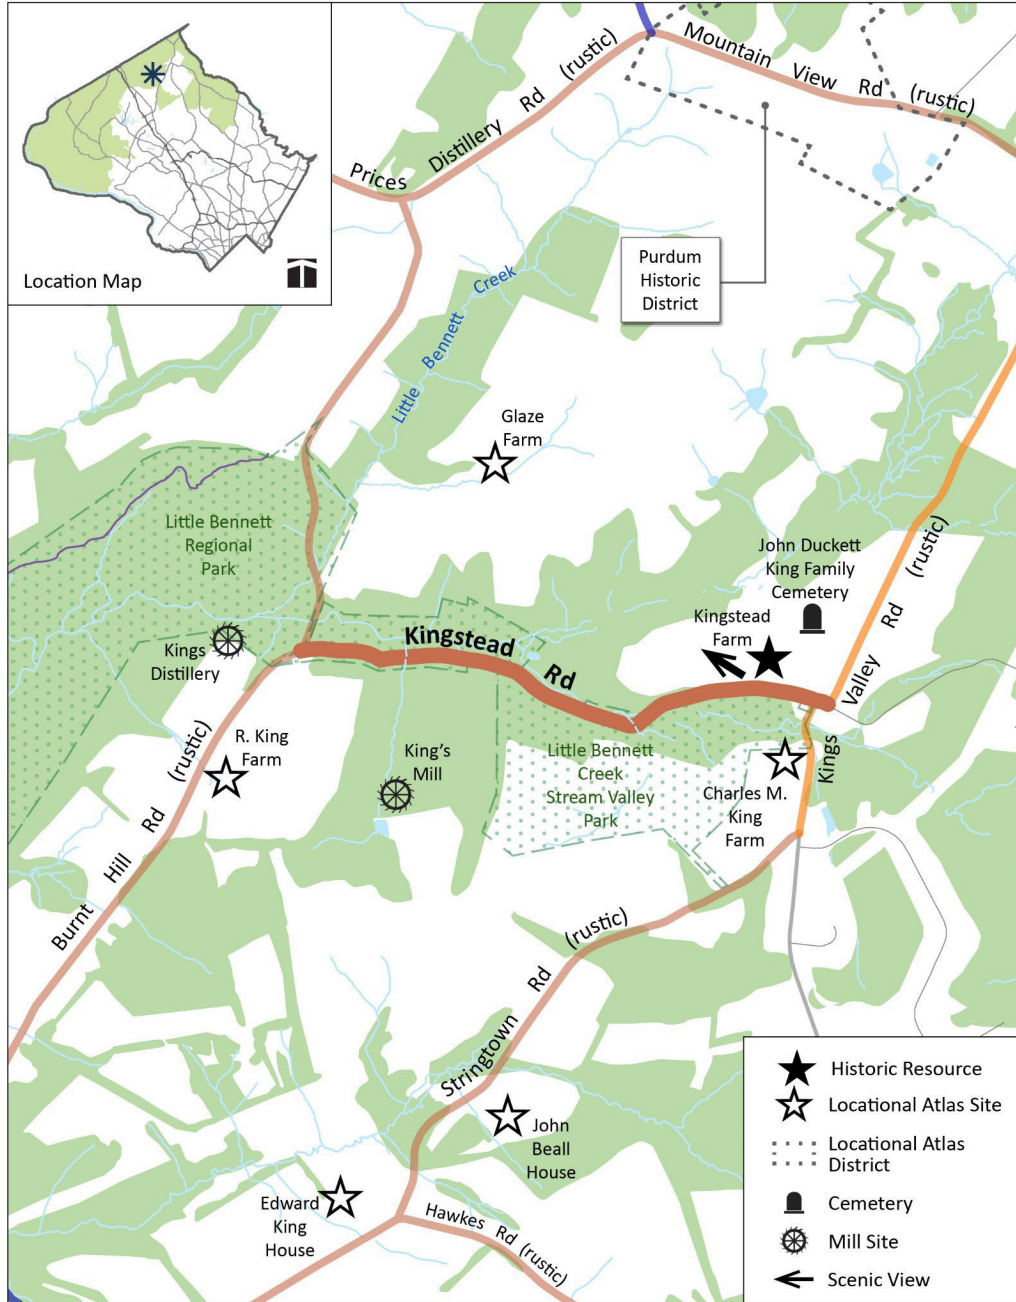 Location Map
Prices Distillery Rd (rustic)
Mountain View Rd (rustic)
Purdum
Historic
District
Little Bennett Creek
Glaze
Farm
Little Bennett
Regional
Park
John Duckett
King Family
Cemetery
Kingstead
Farm
Kings Valley Rd (rustic)
Kingstead Rd
Kings
Distillery
R. King
Farm
King's
Mill
Little Bennett
Creek
Stream Valley
Park
Charles M.
King
Farm
Burnt Hill Rd (rustic)
Stringtown Rd (rustic)
John
Beall
House
Edward
King
House
Hawkes Rd (rustic)
Historic Resource
Locational Atlas Site
Locational Atlas
District
Cemetery
Mill Site
Scenic View